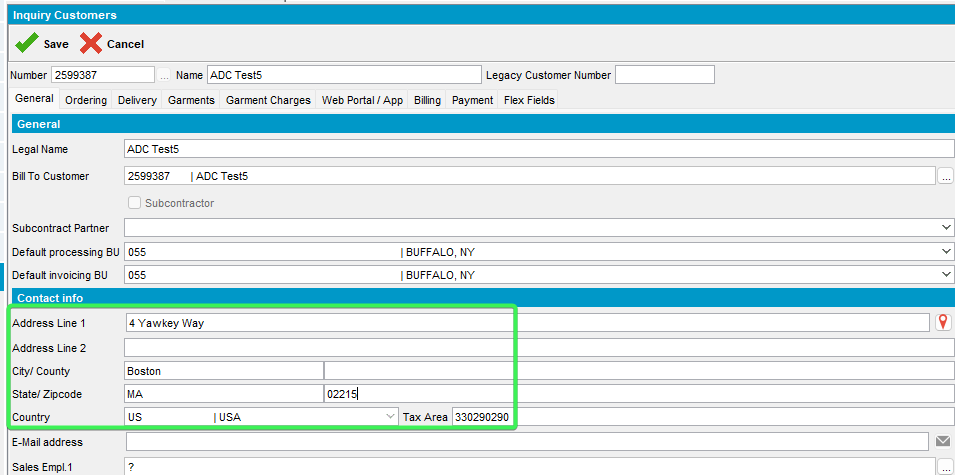 Inquiry Customers
Save Cancel
Number 2599387 ... Name ADC Test5 Legacy Customer Number
General Ordering Delivery Garments Garment Charges Web Portal / App Billing Payment Flex Fields
General
Legal Name ADC Test5
Bill To Customer 2599387 | ADC Test5 ...
Subcontractor
Subcontract Partner
Default processing BU 055 | BUFFALO, NY
Default invoicing BU 055 | BUFFALO, NY
Contact info
Address Line 1 4 Yawkey Way
Address Line 2
City/ County Boston
State/ Zipcode MA 02215
Country US | USA Tax Area 330290290
E-Mail address
Sales Empl.1 ? ...